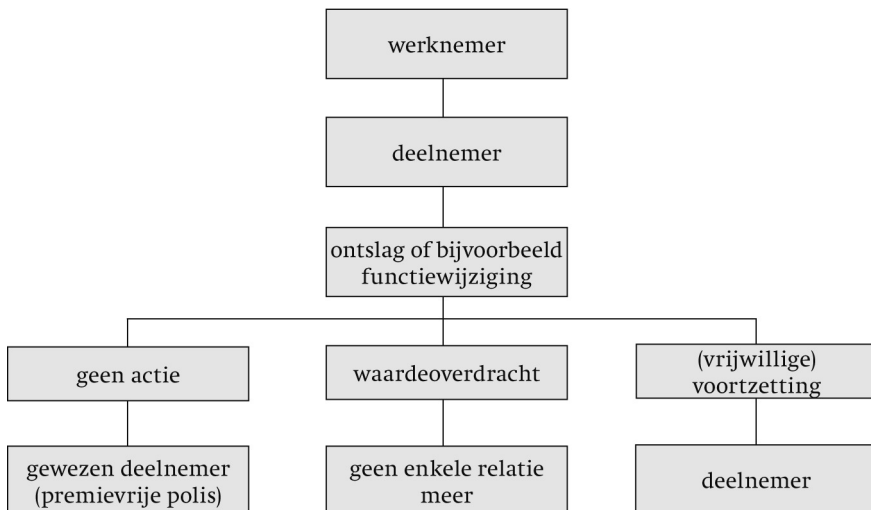 werknemer
deelnemer
ontslag of bijvoorbeeld
functiewijziging
geen actie
waardeoverdracht
(vrijwillige)
voortzetting
gewezen deelnemer
(premievrije polis)
geen enkele relatie
meer
deelnemer